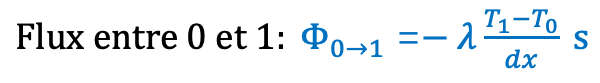 Flux entre 0 et 1: Φ₀→₁ = − λ (T₁−T₀)/dx s